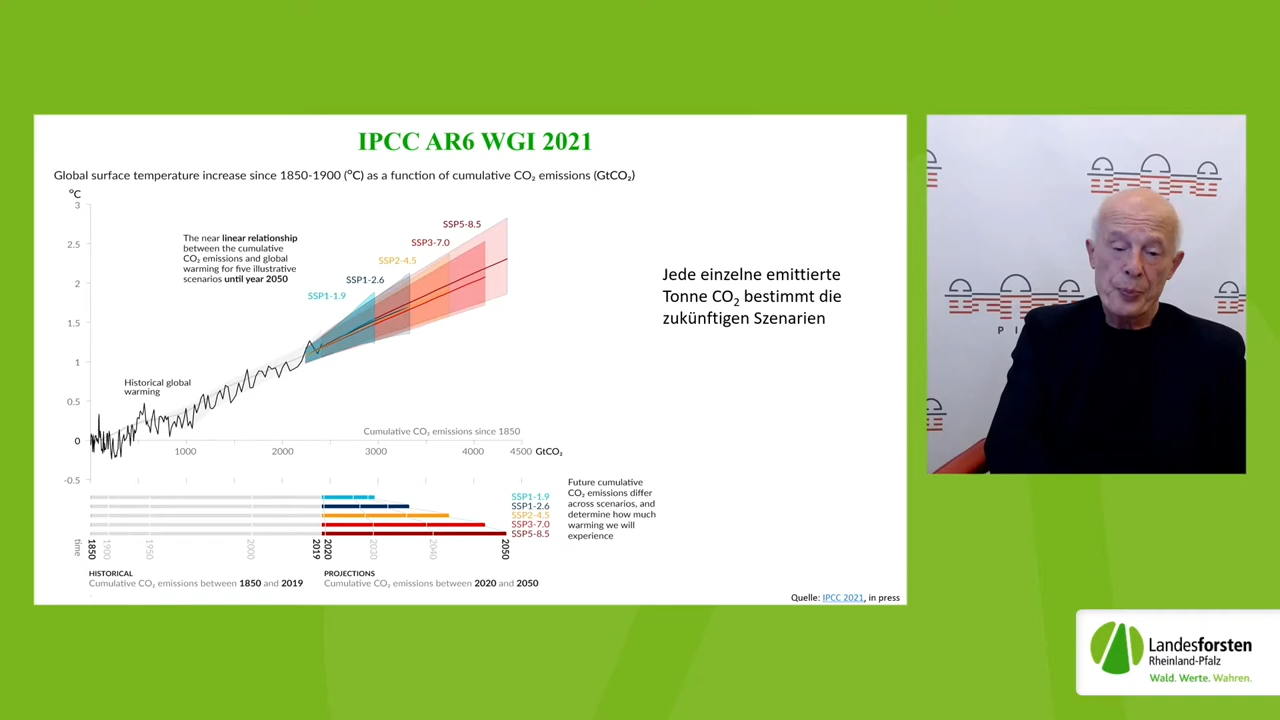 IPCC AR6 WGI 2021
Global surface temperature increase since 1850-1900 (°C) as a function of cumulative CO₂ emissions (GtCO₂)
°C
3
2.5
2
1.5
1
0.5
0
-0.5
The near linear relationship
between the cumulative
CO₂ emissions and global
warming for five illustrative
scenarios until year 2050
SSP5-8.5
SSP3-7.0
SSP2-4.5
SSP1-2.6
SSP1-1.9
Historical global
warming
Cumulative CO₂ emissions since 1850
1000
2000
3000
4000
4500 GtCO₂
SSP1-1.9
SSP1-2.6
SSP2-4.5
SSP3-7.0
SSP5-8.5
Future cumulative
CO₂ emissions differ
across scenarios, and
determine how much
warming we will
experience
time
1850
1900
1950
2000
2019
2020
2030
2040
2050
HISTORICAL
Cumulative CO₂ emissions between 1850 and 2019
PROJECTIONS
Cumulative CO₂ emissions between 2020 and 2050
Jede einzelne emittierte
Tonne CO₂ bestimmt die
zukünftigen Szenarien
Quelle: IPCC 2021, in press
P I
Landesforsten
Rheinland-Pfalz
Wald. Werte. Wahren.